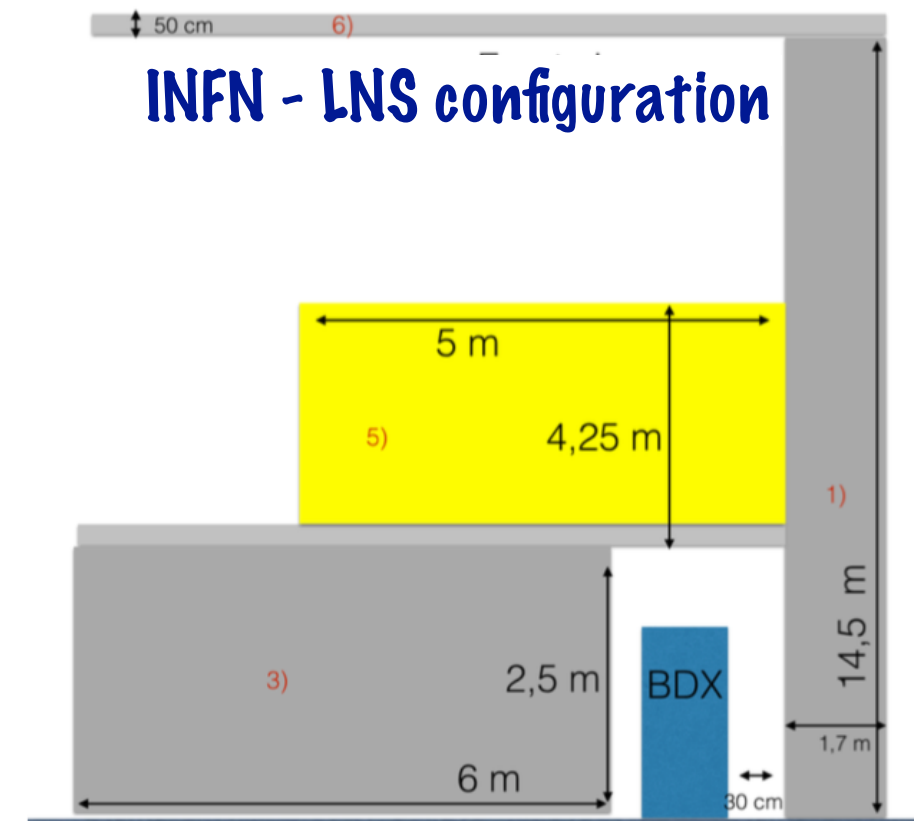 50 cm
6)
INFN - LNS configuration
5 m
5)
4,25 m
1)
14,5 m
3)
2,5 m
BDX
1,7 m
6 m
30 cm